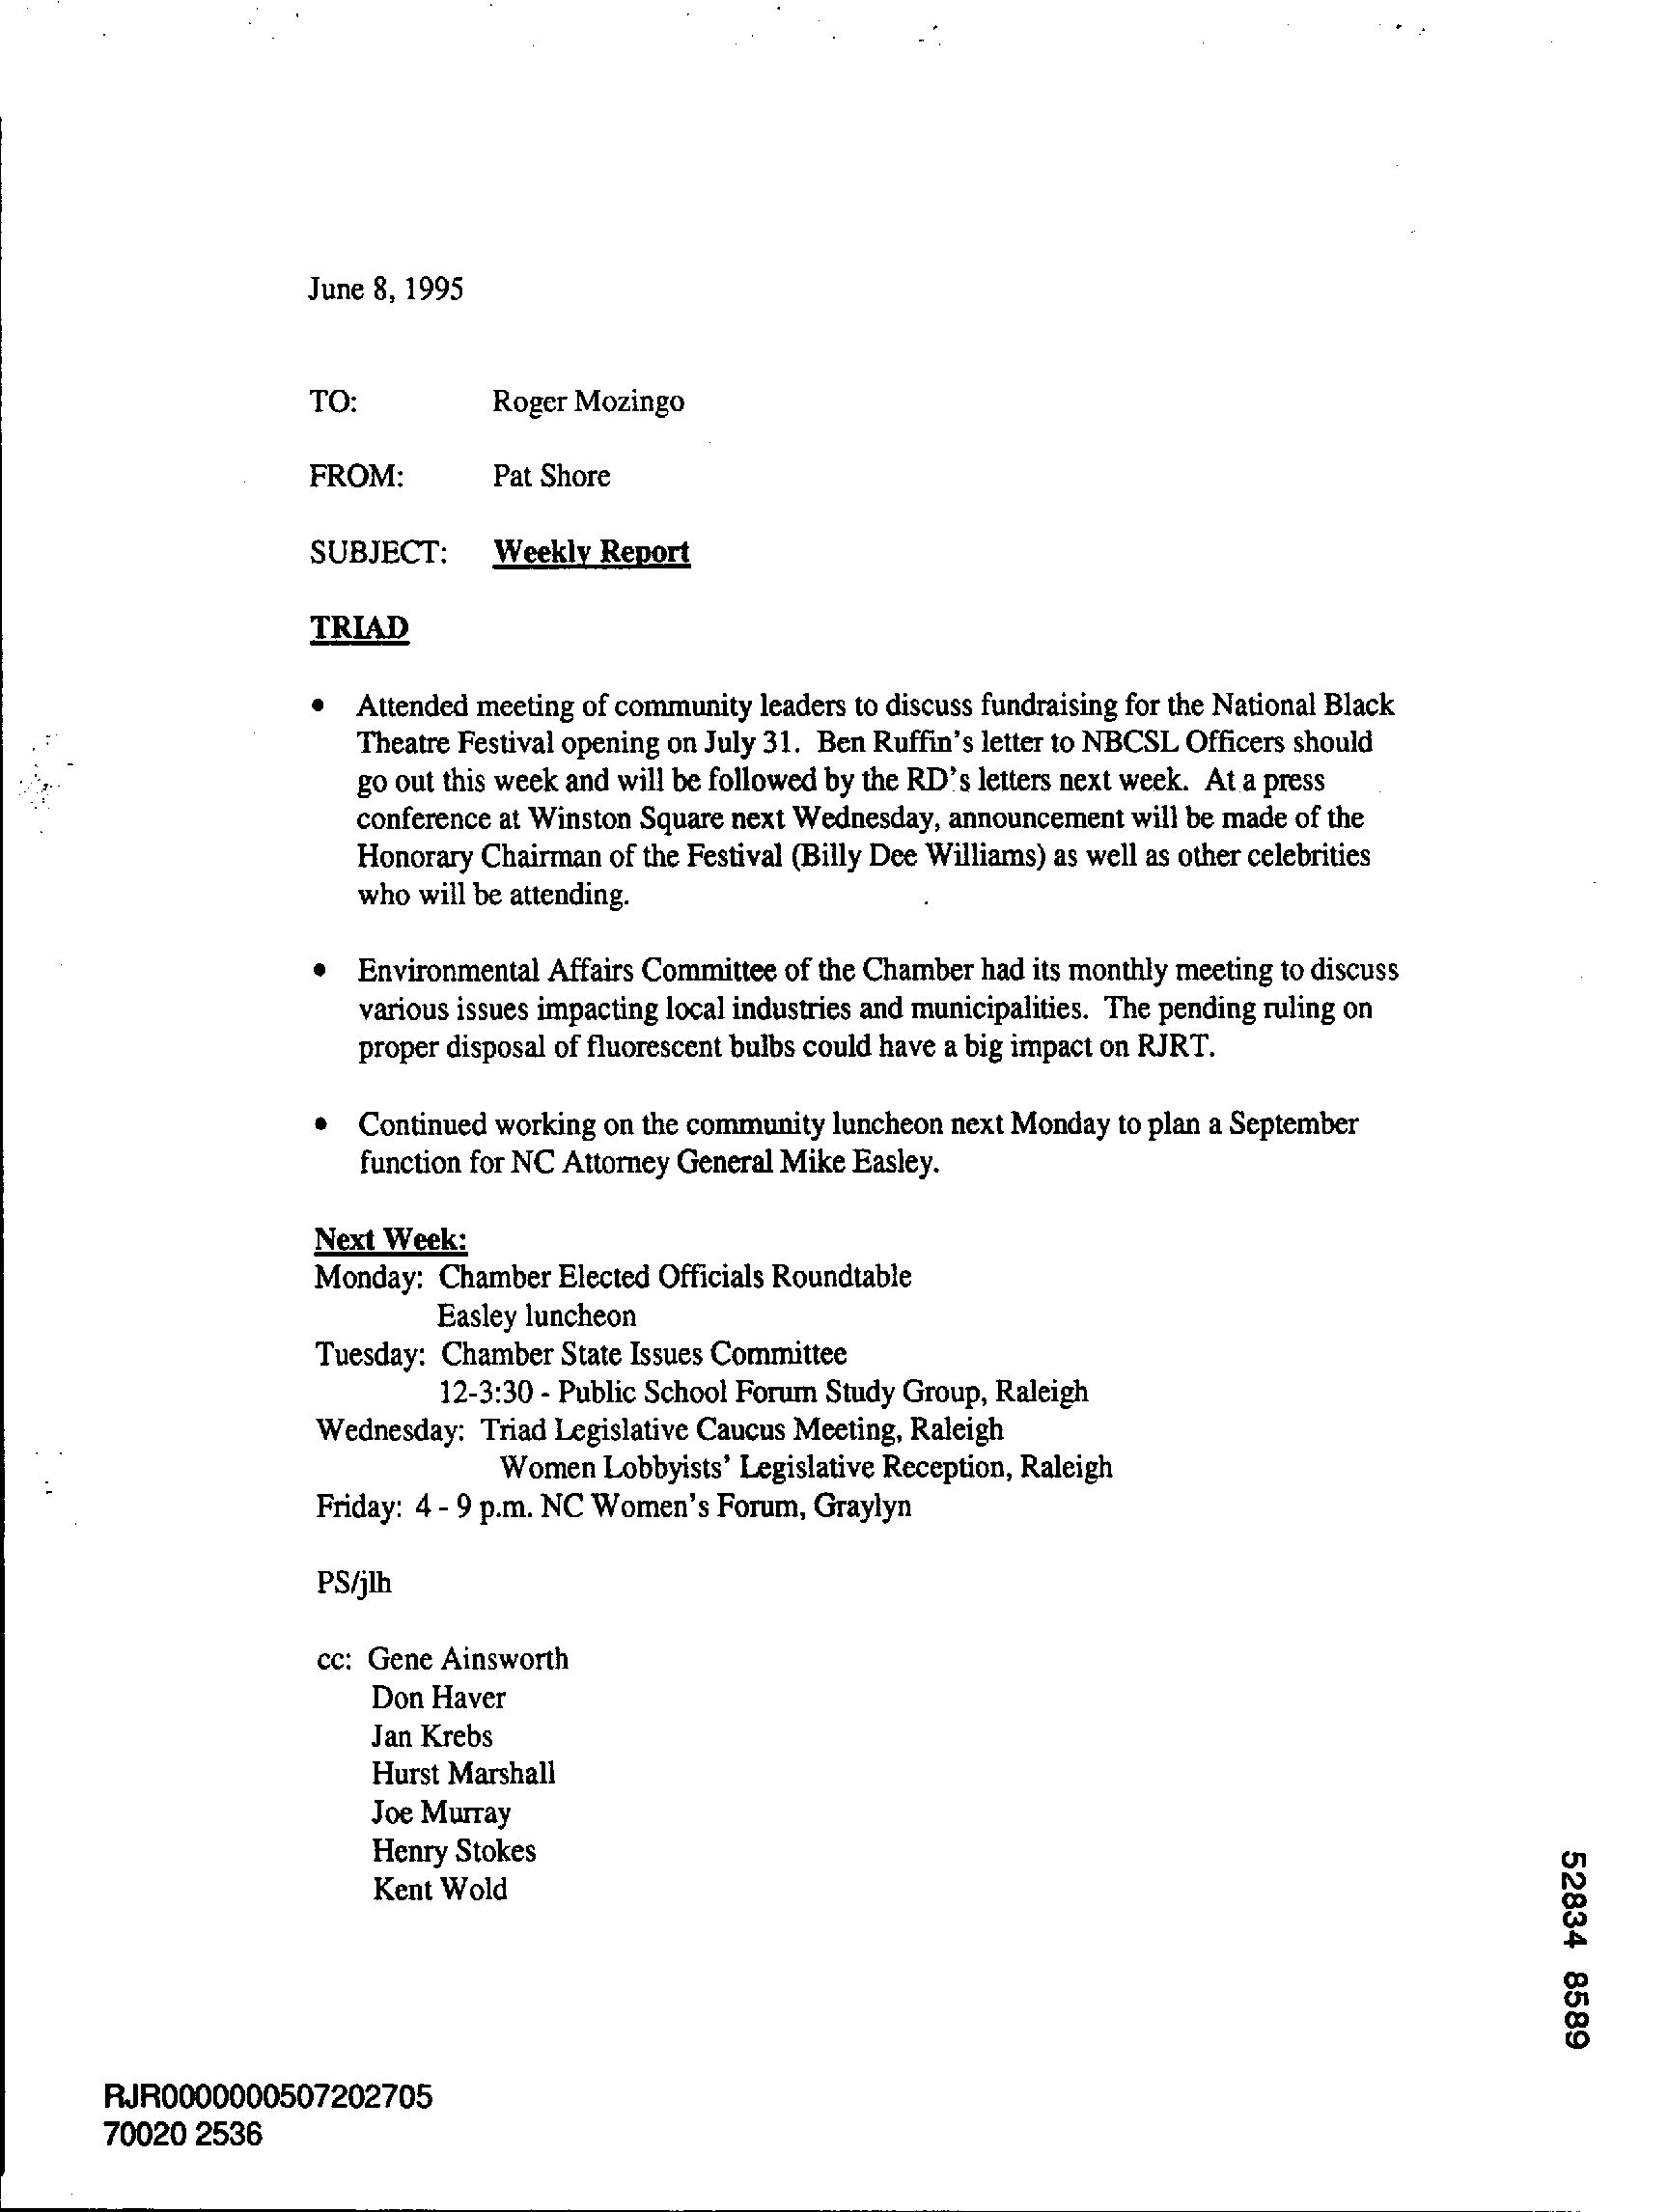 June 8, 1995
TO: Roger Mozingo
FROM: Pat Shore
SUBJECT: Weekly Report
TRIAD
• Attended meeting of community leaders to discuss fundraising for the National Black
Theatre Festival opening on July 31. Ben Ruffin's letter to NBCSL Officers should
go out this week and will be followed by the RD's letters next week. At a press
conference at Winston Square next Wednesday, announcement will be made of the
Honorary Chairman of the Festival (Billy Dee Williams) as well as other celebrities
who will be attending.
• Environmental Affairs Committee of the Chamber had its monthly meeting to discuss
various issues impacting local industries and municipalities. The pending ruling on
proper disposal of fluorescent bulbs could have a big impact on RJRT.
• Continued working on the community luncheon next Monday to plan a September
function for NC Attorney General Mike Easley.
Next Week:
Monday: Chamber Elected Officials Roundtable
Easley luncheon
Tuesday: Chamber State Issues Committee
12-3:30 - Public School Forum Study Group, Raleigh
Wednesday: Triad Legislative Caucus Meeting, Raleigh
Women Lobbyists' Legislative Reception, Raleigh
Friday: 4 - 9 p.m. NC Women's Forum, Graylyn
PS/jlh
cc: Gene Ainsworth
Don Haver
Jan Krebs
Hurst Marshall
Joe Murray
Henry Stokes
Kent Wold
52834 8589
RJR0000000507202705
70020 2536